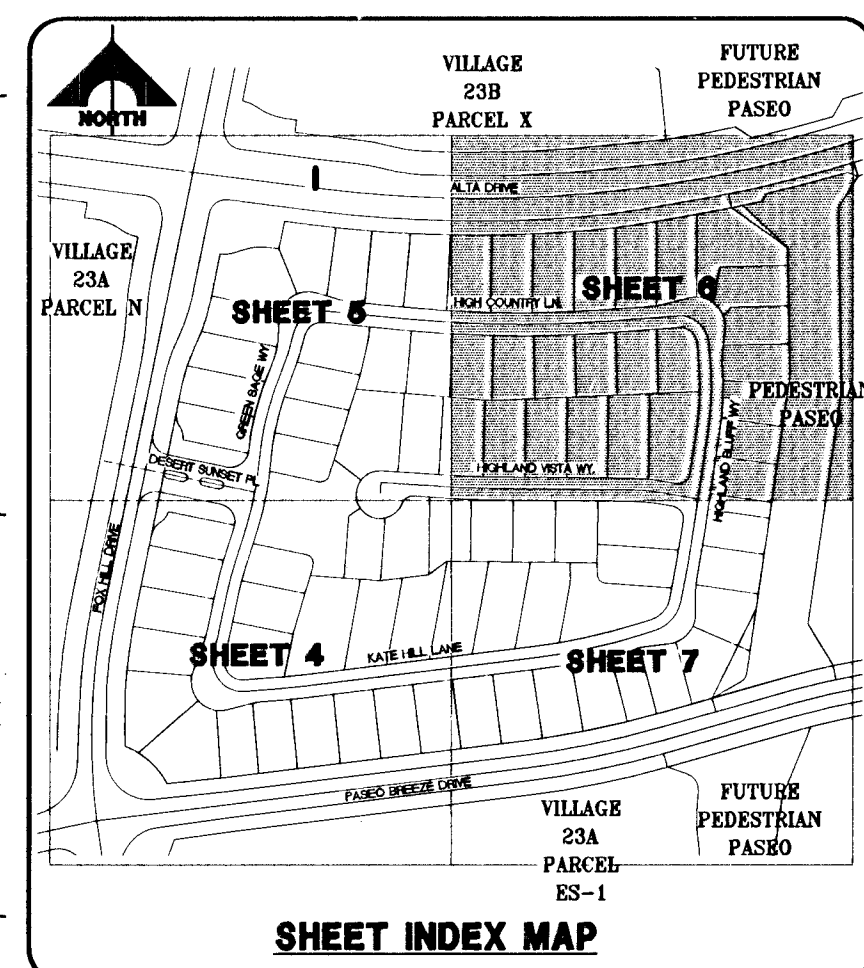 NORTH
VILLAGE
23B
PARCEL X
FUTURE
PEDESTRIAN
PASEO
ALTA DRIVE
VILLAGE
23A
PARCEL N
SHEET 5
HIGH COUNTRY LN.
SHEET 6
GREEN SAGE WY.
PEDESTRIAN
PASEO
HIGHLAND BLUFF WY
DESERT SUNSET PL
HIGHLAND VISTA WY.
FOX HILL DRIVE
SHEET 4
KATE HILL LANE
SHEET 7
PASEO BREEZE DRIVE
VILLAGE
23A
PARCEL
ES-1
FUTURE
PEDESTRIAN
PASEO
SHEET INDEX MAP